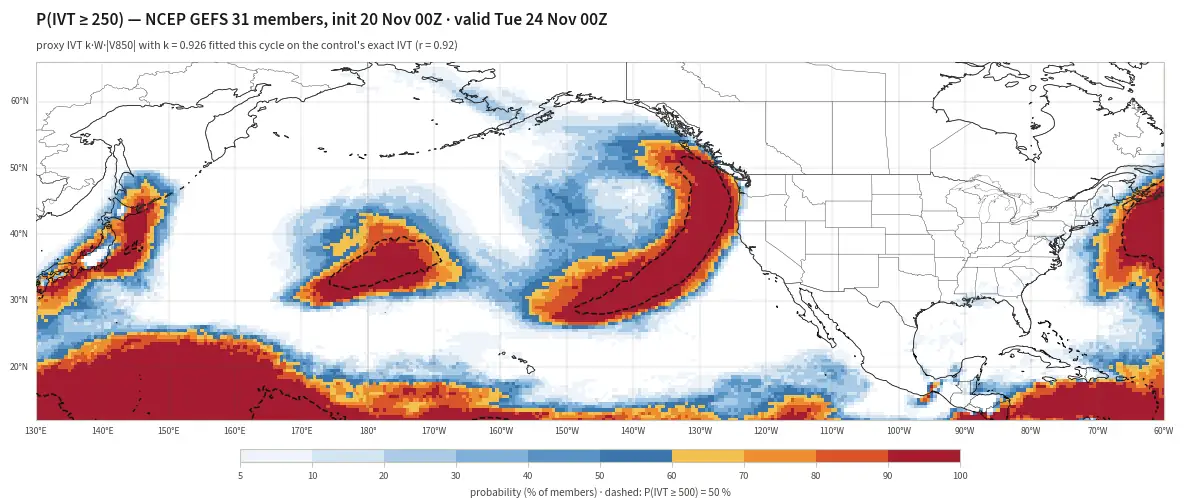 P(IVT ≥ 250) — NCEP GEFS 31 members, init 20 Nov 00Z · valid Tue 24 Nov 00Z
proxy IVT k·W·|V850| with k = 0.926 fitted this cycle on the control's exact IVT (r = 0.92)
60°N
50°N
40°N
30°N
20°N
130°E 140°E 150°E 160°E 170°E 180° 170°W 160°W 150°W 140°W 130°W 120°W 110°W 100°W 90°W 80°W 70°W 60°W
5 10 20 30 40 50 60 70 80 90 100
probability (% of members) · dashed: P(IVT ≥ 500) = 50 %